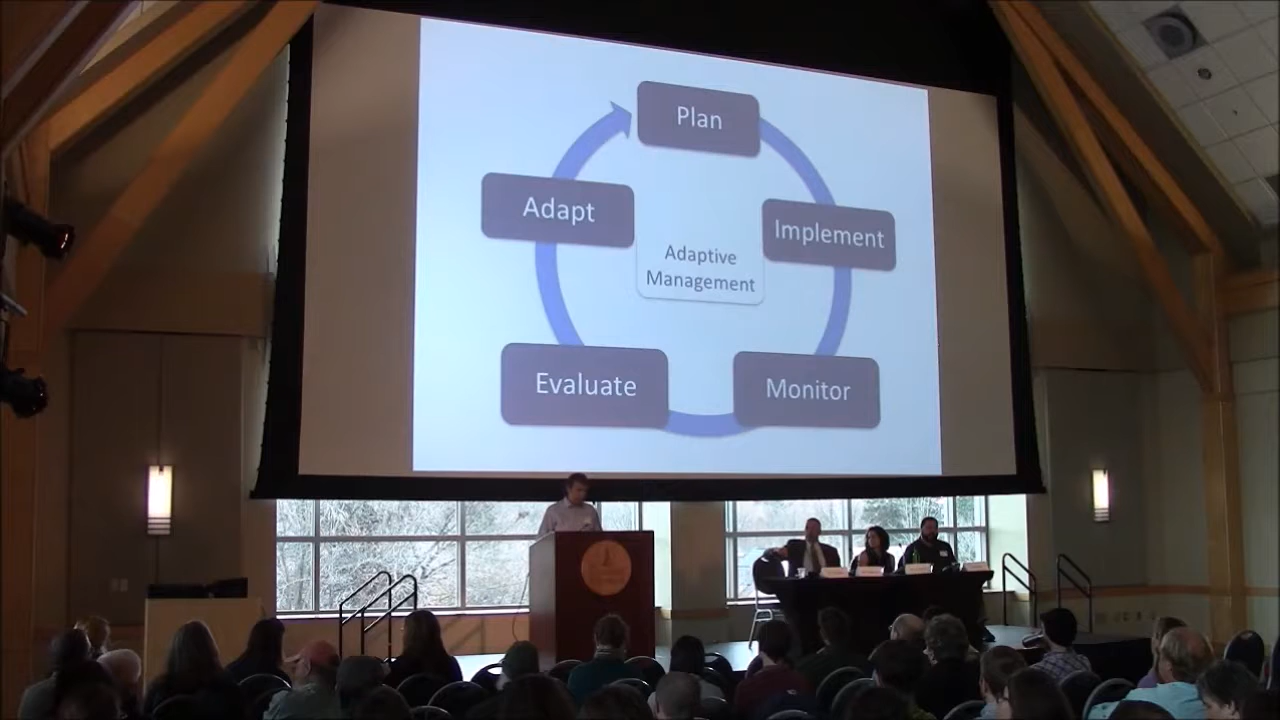 Plan
Implement
Monitor
Evaluate
Adapt
Adaptive
Management